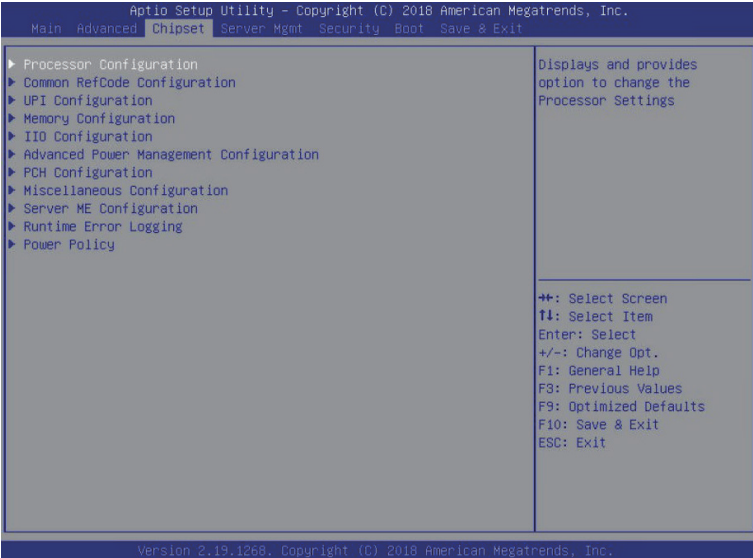 Aptio Setup Utility - Copyright (C) 2018 American Megatrends, Inc.
Main Advanced Chipset Server Mgmt Security Boot Save & Exit
Processor Configuration
Common RefCode Configuration
UPI Configuration
Memory Configuration
IIO Configuration
Advanced Power Management Configuration
PCH Configuration
Miscellaneous Configuration
Server ME Configuration
Runtime Error Logging
Power Policy
Displays and provides
option to change the
Processor Settings
→←: Select Screen
↑↓: Select Item
Enter: Select
+/-: Change Opt.
F1: General Help
F3: Previous Values
F9: Optimized Defaults
F10: Save & Exit
ESC: Exit
Version 2.19.1268. Copyright (C) 2018 American Megatrends, Inc.